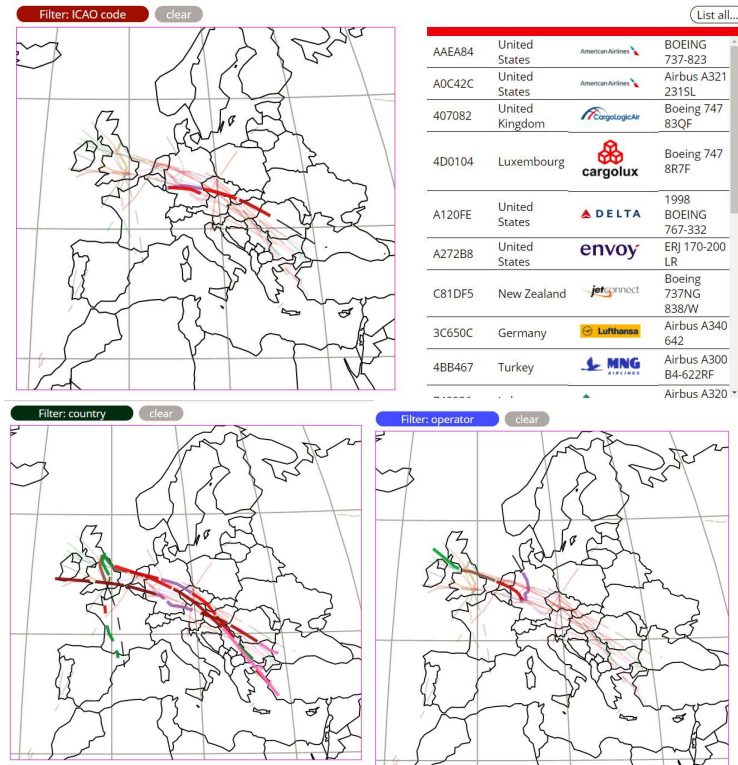 Filter: ICAO code
clear
List all...
AAEA84
United
States
AmericanAirlines
BOEING
737-823
A0C42C
United
States
AmericanAirlines
Airbus A321
231SL
407082
United
Kingdom
CargoLogicAir
Boeing 747
83QF
4D0104
Luxembourg
cargolux
Boeing 747
8R7F
A120FE
United
States
DELTA
1998
BOEING
767-332
A272B8
United
States
envoy
ERJ 170-200
LR
C81DF5
New Zealand
jetconnect
Boeing
737NG
838/W
3C650C
Germany
Lufthansa
Airbus A340
642
4BB467
Turkey
MNG
AIRLINES
Airbus A300
B4-622RF
Airbus A320
Filter: country
clear
Filter: operator
clear